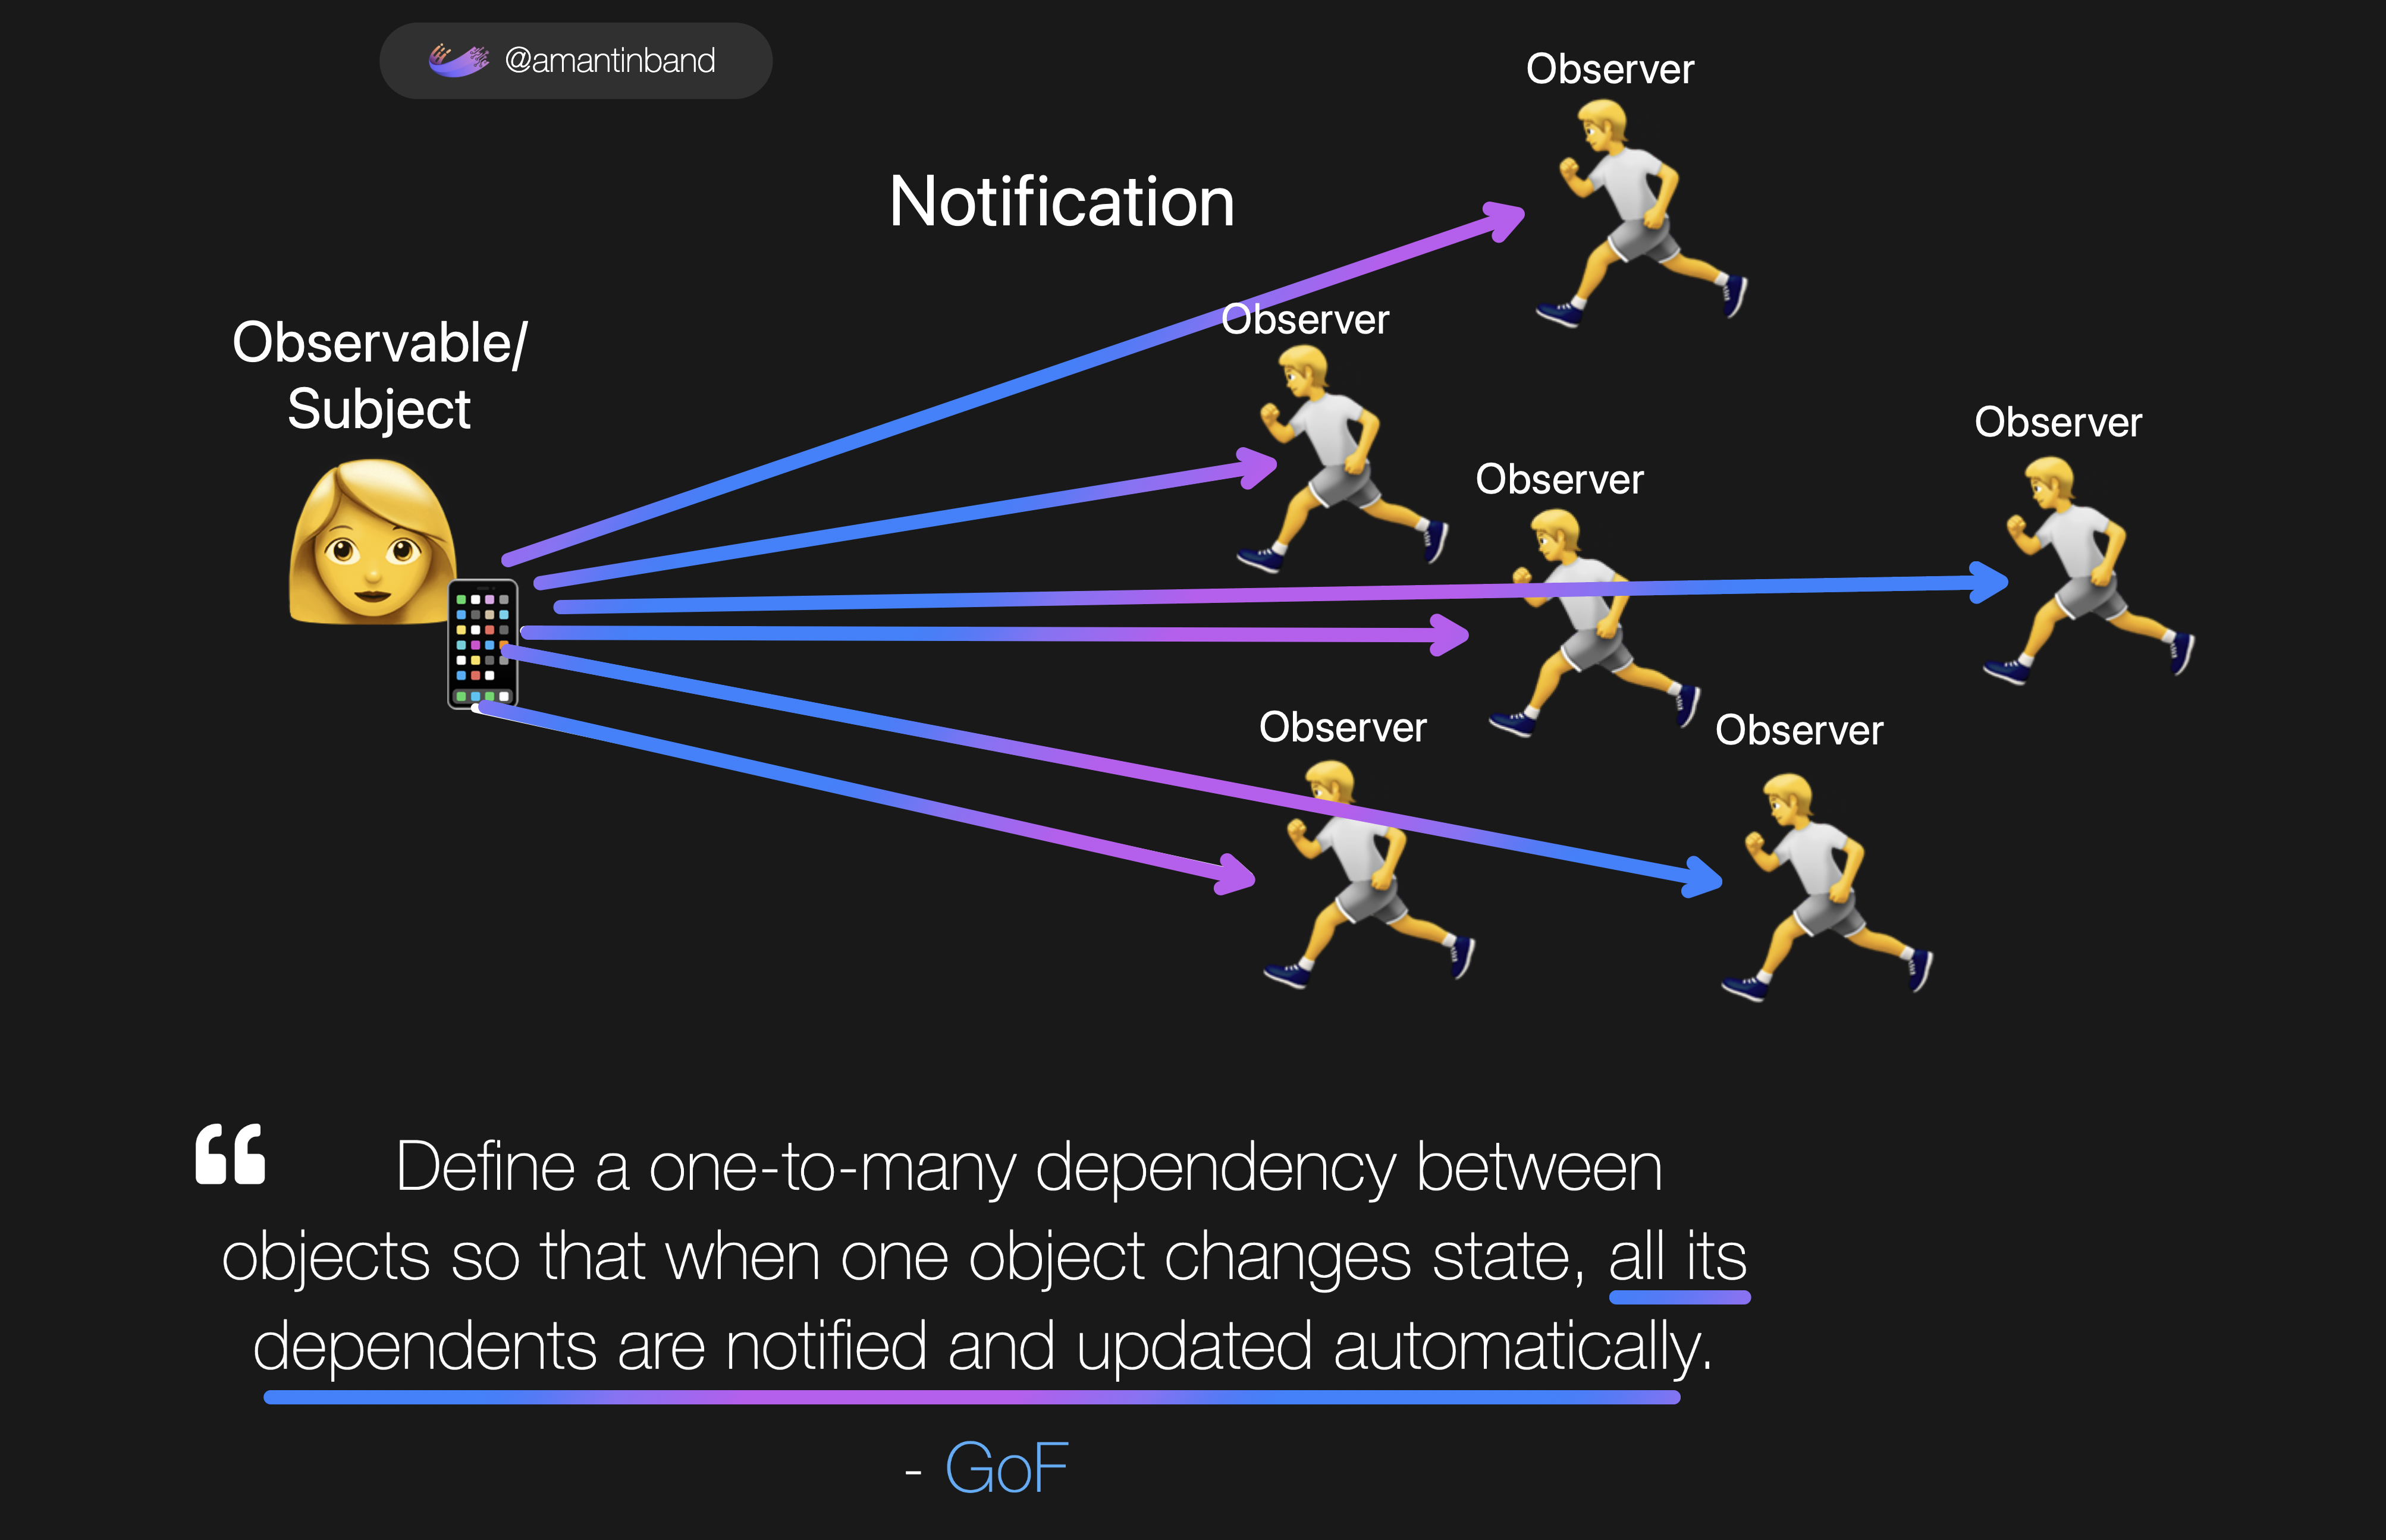 @amantinband
Observer
Notification
Observer
Observable/
Subject
Observer
Observer
Observer
Observer
Define a one-to-many dependency between
objects so that when one object changes state, all its
dependents are notified and updated automatically.
- GoF